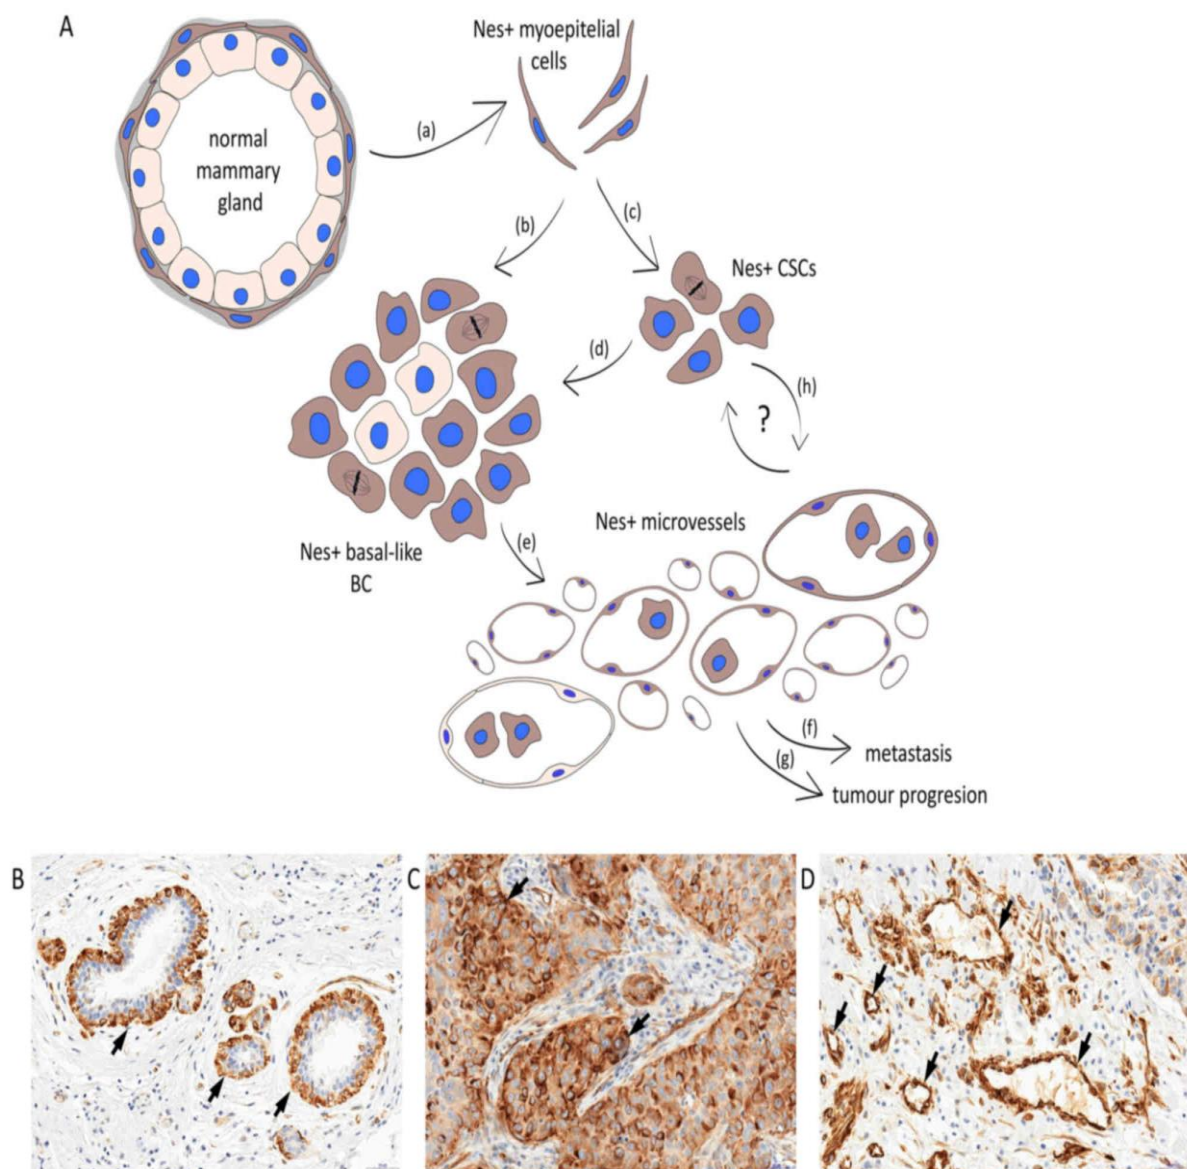 A
normal
mammary
gland
(a)
Nes+ myoepitelial
cells
(b)
(c)
Nes+ CSCs
(d)
(h)
?
Nes+ basal-like
BC
(e)
Nes+ microvessels
(f)
metastasis
(g)
tumour progresion
B
C
D